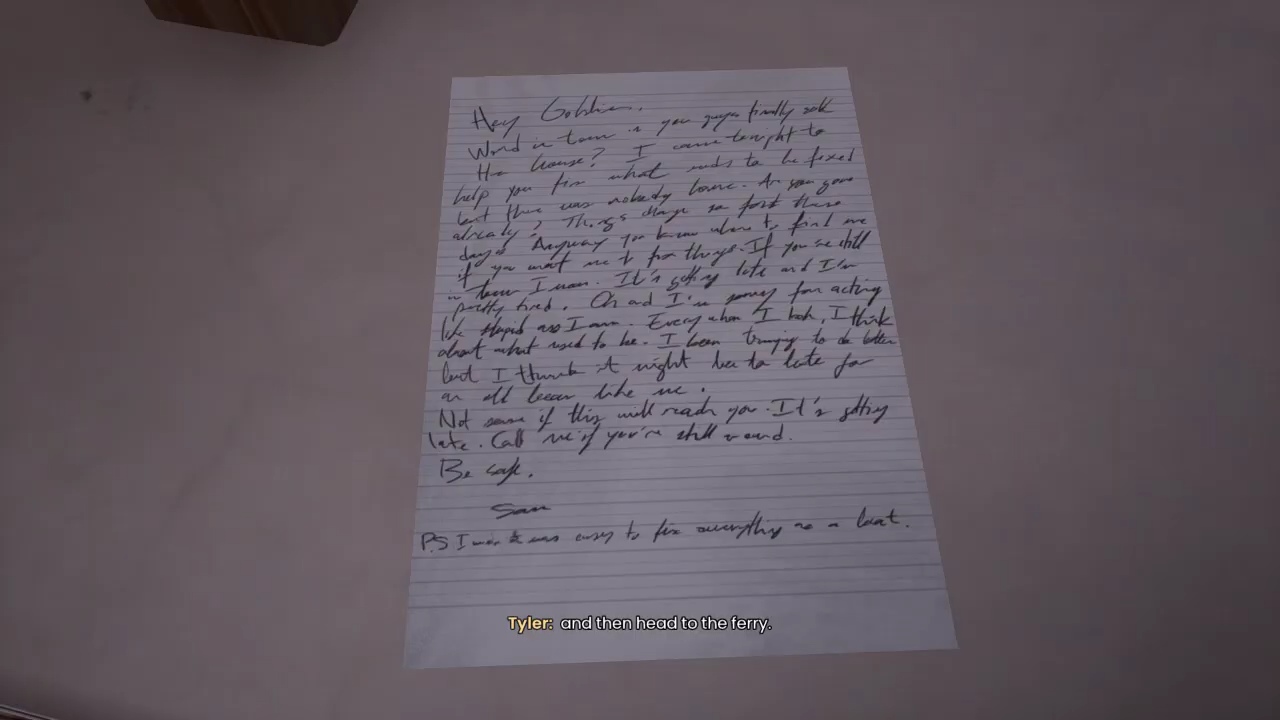 Hey Goblins.
Word in town is you guys finally sold
the house? I came tonight to
help you fix what needs to be fixed
but there was nobody home. Are you gone
already? Things change so fast these
days. Anyway you know where to find me
if you want me to fix things. If you're still
in town I mean. It's getting late and I'm
pretty tired. Oh and I'm sorry for acting
like stupid ass I am. Every when I look, I think
about what used to be. I been trying to do better
but I think it might be to late for
an old like me.
Not sure if this will reach you. It's getting
late. Call me if you're still around.
Be safe.
Sam
PS I was easy to fix everything as a boat.
Tyler: and then head to the ferry.